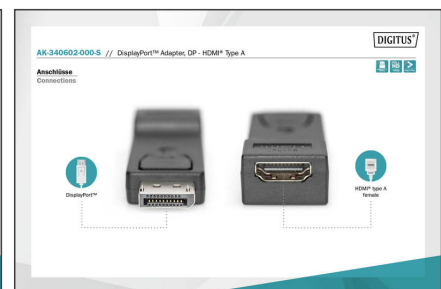 DIGITUS®
AK-340602-000-S // DisplayPort™ Adapter, DP - HDMI® Type A
Anschlüsse
Connections
DisplayPort™
HDMI® type A
female